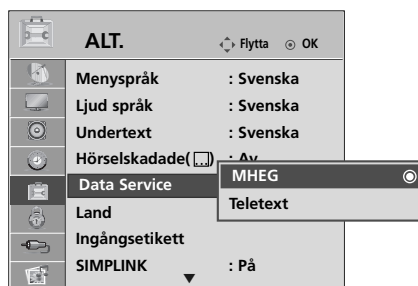 ALT. Flytta OK
Menyspråk : Svenska
Ljud språk : Svenska
Undertext : Svenska
Hörselskadade( ) : Av
Data Service MHEG
Land Teletext
Ingångsetikett
SIMPLINK : På